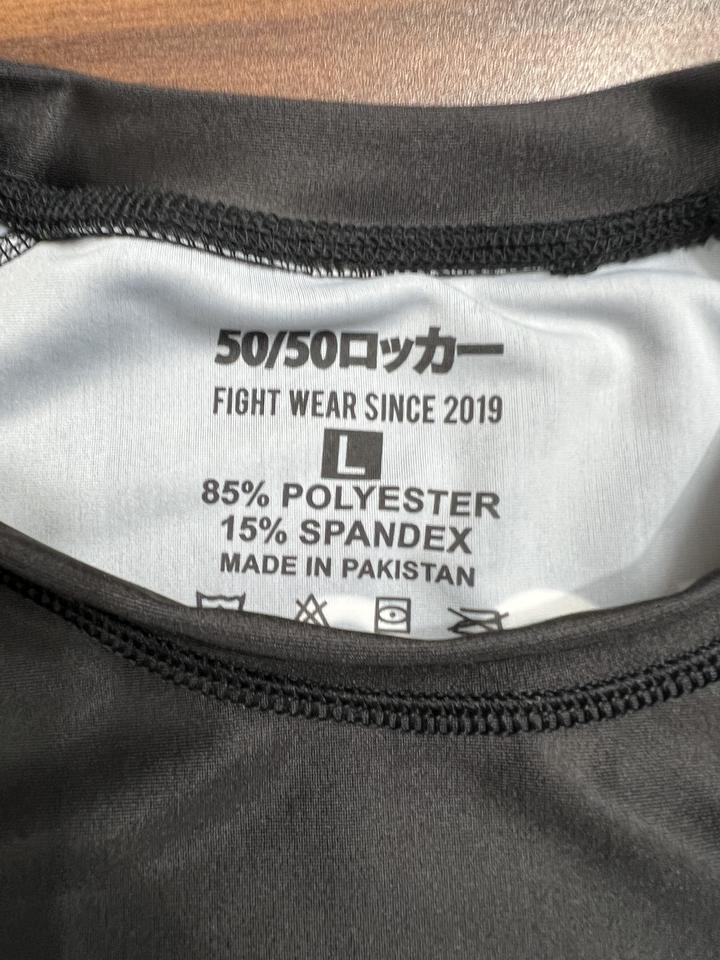 50/50ロッカー
FIGHT WEAR SINCE 2019
L
85% POLYESTER
15% SPANDEX
MADE IN PAKISTAN